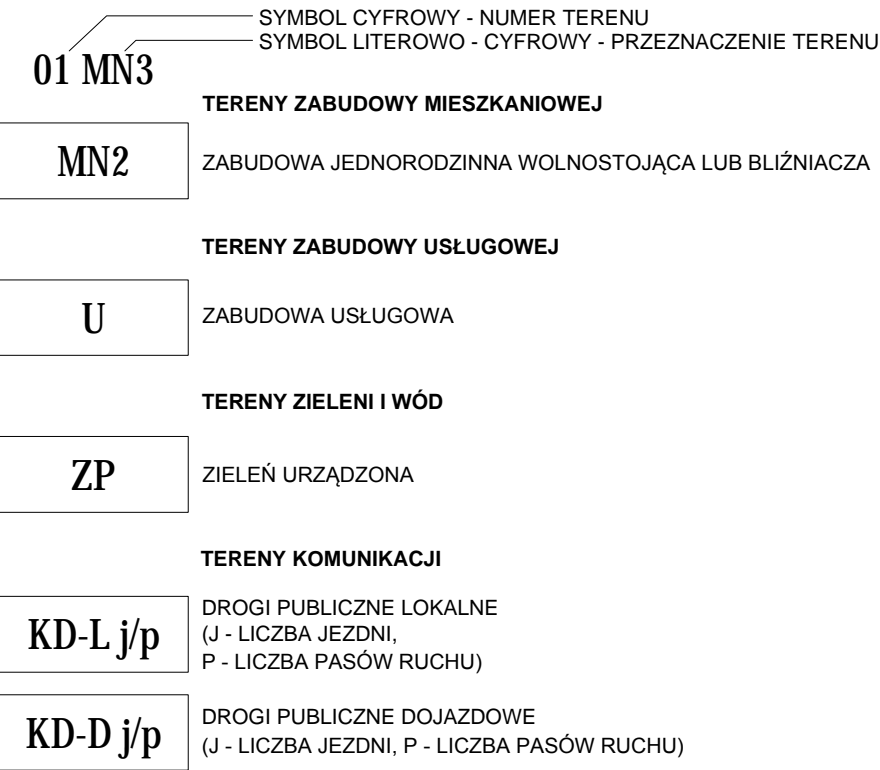 SYMBOL CYFROWY - NUMER TERENU
SYMBOL LITEROWO - CYFROWY - PRZEZNACZENIE TERENU
01 MN3
TERENY ZABUDOWY MIESZKANIOWEJ
MN2
ZABUDOWA JEDNORODZINNA WOLNOSTOJĄCA LUB BLIŹNIACZA
TERENY ZABUDOWY USŁUGOWEJ
U
ZABUDOWA USŁUGOWA
TERENY ZIELENI I WÓD
ZP
ZIELEŃ URZĄDZONA
TERENY KOMUNIKACJI
KD-L j/p
DROGI PUBLICZNE LOKALNE
(J - LICZBA JEZDNI,
P - LICZBA PASÓW RUCHU)
KD-D j/p
DROGI PUBLICZNE DOJAZDOWE
(J - LICZBA JEZDNI, P - LICZBA PASÓW RUCHU)